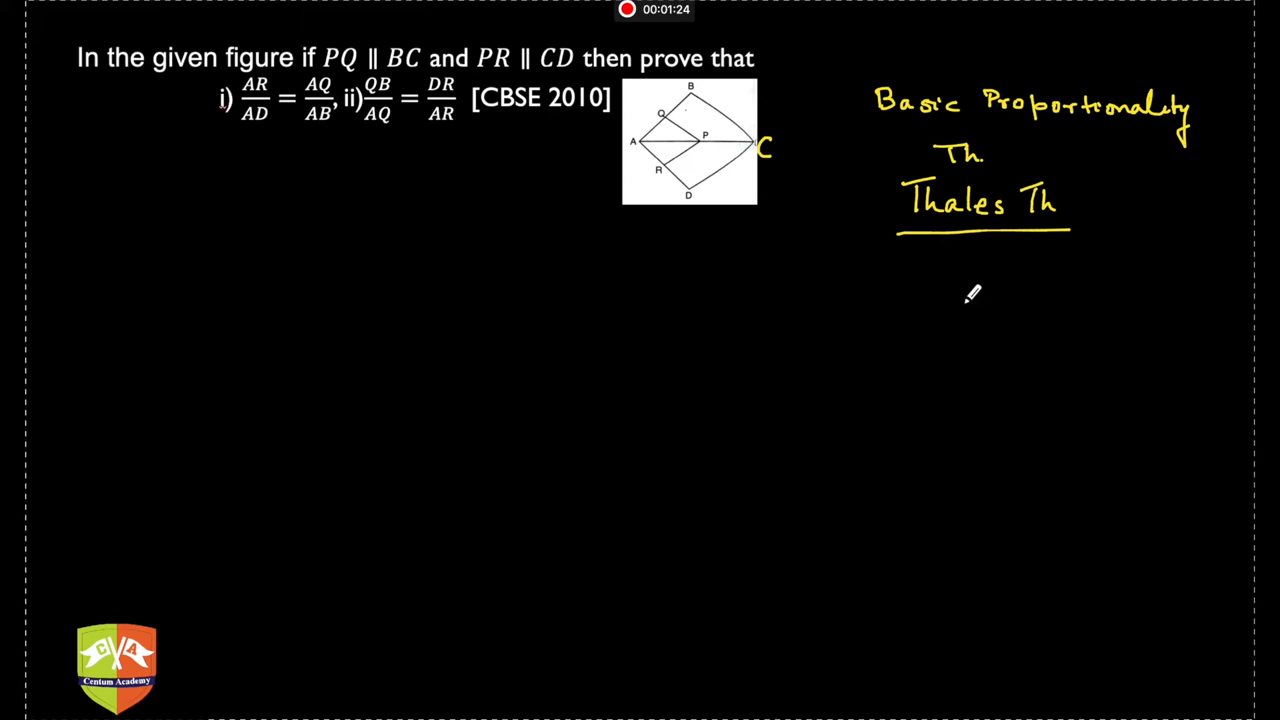 00:01:24
In the given figure if 𝑃𝑄 ∥ 𝐵𝐶 and 𝑃𝑅 ∥ 𝐶𝐷 then prove that
i) 𝐴𝑅/𝐴𝐷 = 𝐴𝑄/𝐴𝐵, ii) 𝑄𝐵/𝐴𝑄 = 𝐷𝑅/𝐴𝑅 [CBSE 2010]
B
Q
A
P
C
R
D
Basic Proportionality
Th.
Thales Th
C A
Centum Academy